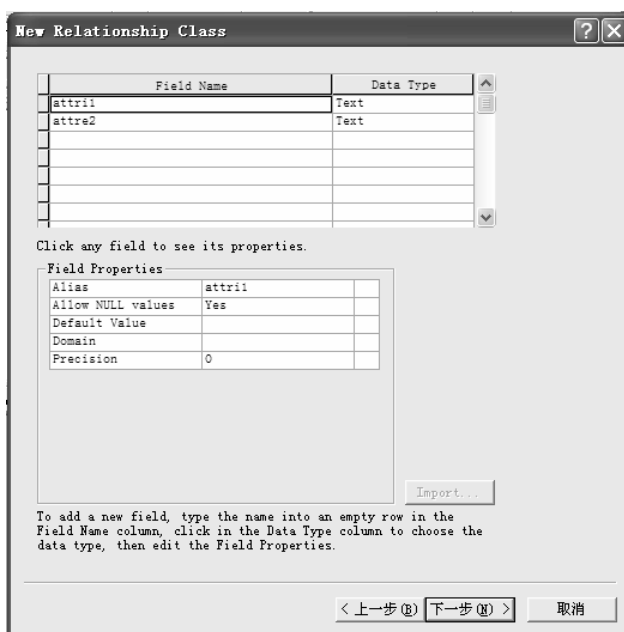 New Relationship Class
Field Name Data Type
attri1 Text
attre2 Text
Click any field to see its properties.
Field Properties
Alias attri1
Allow NULL values Yes
Default Value
Domain
Precision 0
Import...
To add a new field, type the name into an empty row in the
Field Name column, click in the Data Type column to choose the
data type, then edit the Field Properties.
< 上一步(B) 下一步(N) > 取消